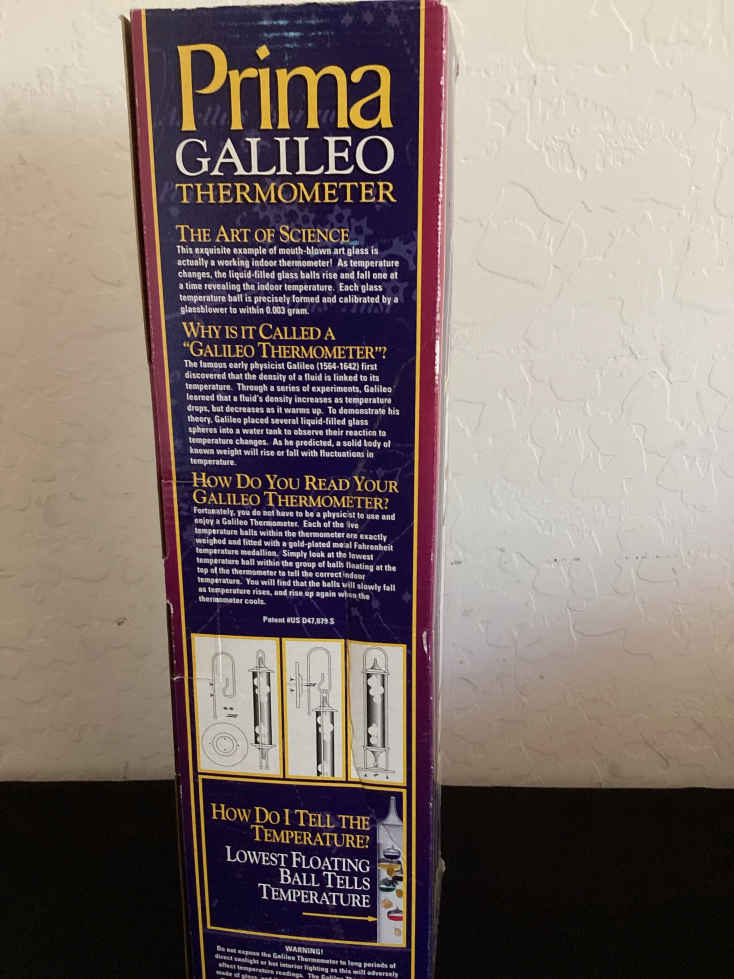 Prima
GALILEO
THERMOMETER
THE ART OF SCIENCE
This exquisite example of mouth-blown art glass is
actually a working indoor thermometer! As temperature
changes, the liquid-filled glass balls rise and fall one at
a time revealing the indoor temperature. Each glass
temperature ball is precisely formed and calibrated by a
glassblower to within 0.003 gram.
WHY IS IT CALLED A
"GALILEO THERMOMETER"?
The famous early physicist Galileo (1564-1642) first
discovered that the density of a fluid is linked to its
temperature. Through a series of experiments, Galileo
learned that a fluid's density increases as temperature
drops, but decreases as it warms up. To demonstrate his
theory, Galileo placed several liquid-filled glass
spheres into a water tank to observe their reaction to
temperature changes. As he predicted, a solid body of
known weight will rise or fall with fluctuations in
temperature.
HOW DO YOU READ YOUR
GALILEO THERMOMETER?
Fortunately, you do not have to be a physicist to use and
enjoy a Galileo Thermometer. Each of the five
temperature balls within the thermometer are exactly
weighed and fitted with a gold-plated metal Fahrenheit
temperature medallion. Simply look at the lowest
temperature ball within the group of balls floating at the
top of the thermometer to tell the correct indoor
temperature. You will find that the balls will slowly fall
as temperature rises, and rise up again when the
thermometer cools.
Patent #US D47,879 S
HOW DO I TELL THE
TEMPERATURE?
LOWEST FLOATING
BALL TELLS
TEMPERATURE
WARNING!
Do not expose the Galileo Thermometer to long periods of
direct sunlight or hot interior lighting as this will adversely
affect temperature readings. The Galileo
made of glass,